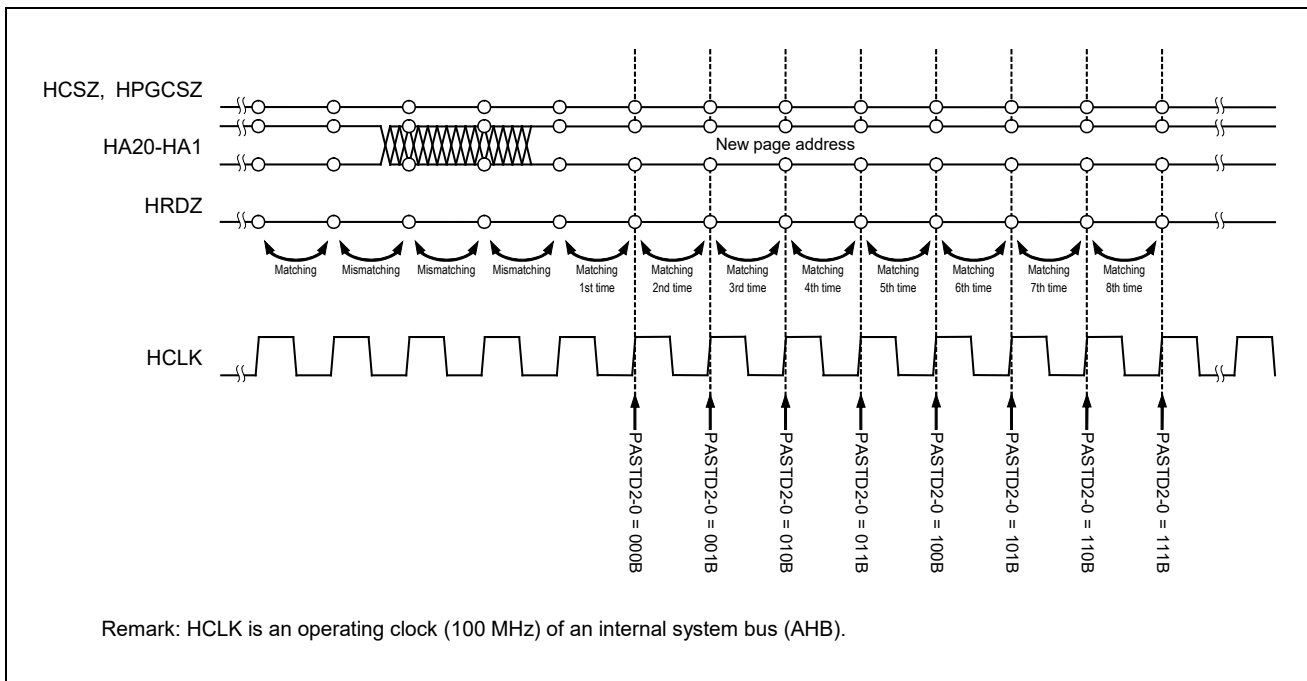 HCSZ, HPGCSZ
HA20-HA1
New page address
HRDZ
Matching
Mismatching
Mismatching
Mismatching
Matching
1st time
Matching
2nd time
Matching
3rd time
Matching
4th time
Matching
5th time
Matching
6th time
Matching
7th time
Matching
8th time
HCLK
PASTD2-0 = 000B
PASTD2-0 = 001B
PASTD2-0 = 010B
PASTD2-0 = 011B
PASTD2-0 = 100B
PASTD2-0 = 101B
PASTD2-0 = 110B
PASTD2-0 = 111B
Remark: HCLK is an operating clock (100 MHz) of an internal system bus (AHB).